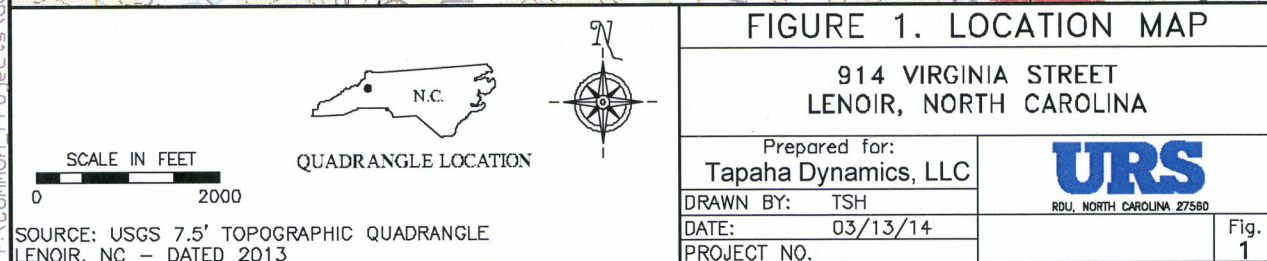 N
N.C.
QUADRANGLE LOCATION
SCALE IN FEET
0 2000
SOURCE: USGS 7.5' TOPOGRAPHIC QUADRANGLE
LENOIR, NC – DATED 2013
FIGURE 1. LOCATION MAP
914 VIRGINIA STREET
LENOIR, NORTH CAROLINA
Prepared for:
Tapaha Dynamics, LLC
DRAWN BY: TSH
DATE: 03/13/14
PROJECT NO.
URS
RDU, NORTH CAROLINA 27560
Fig.
1